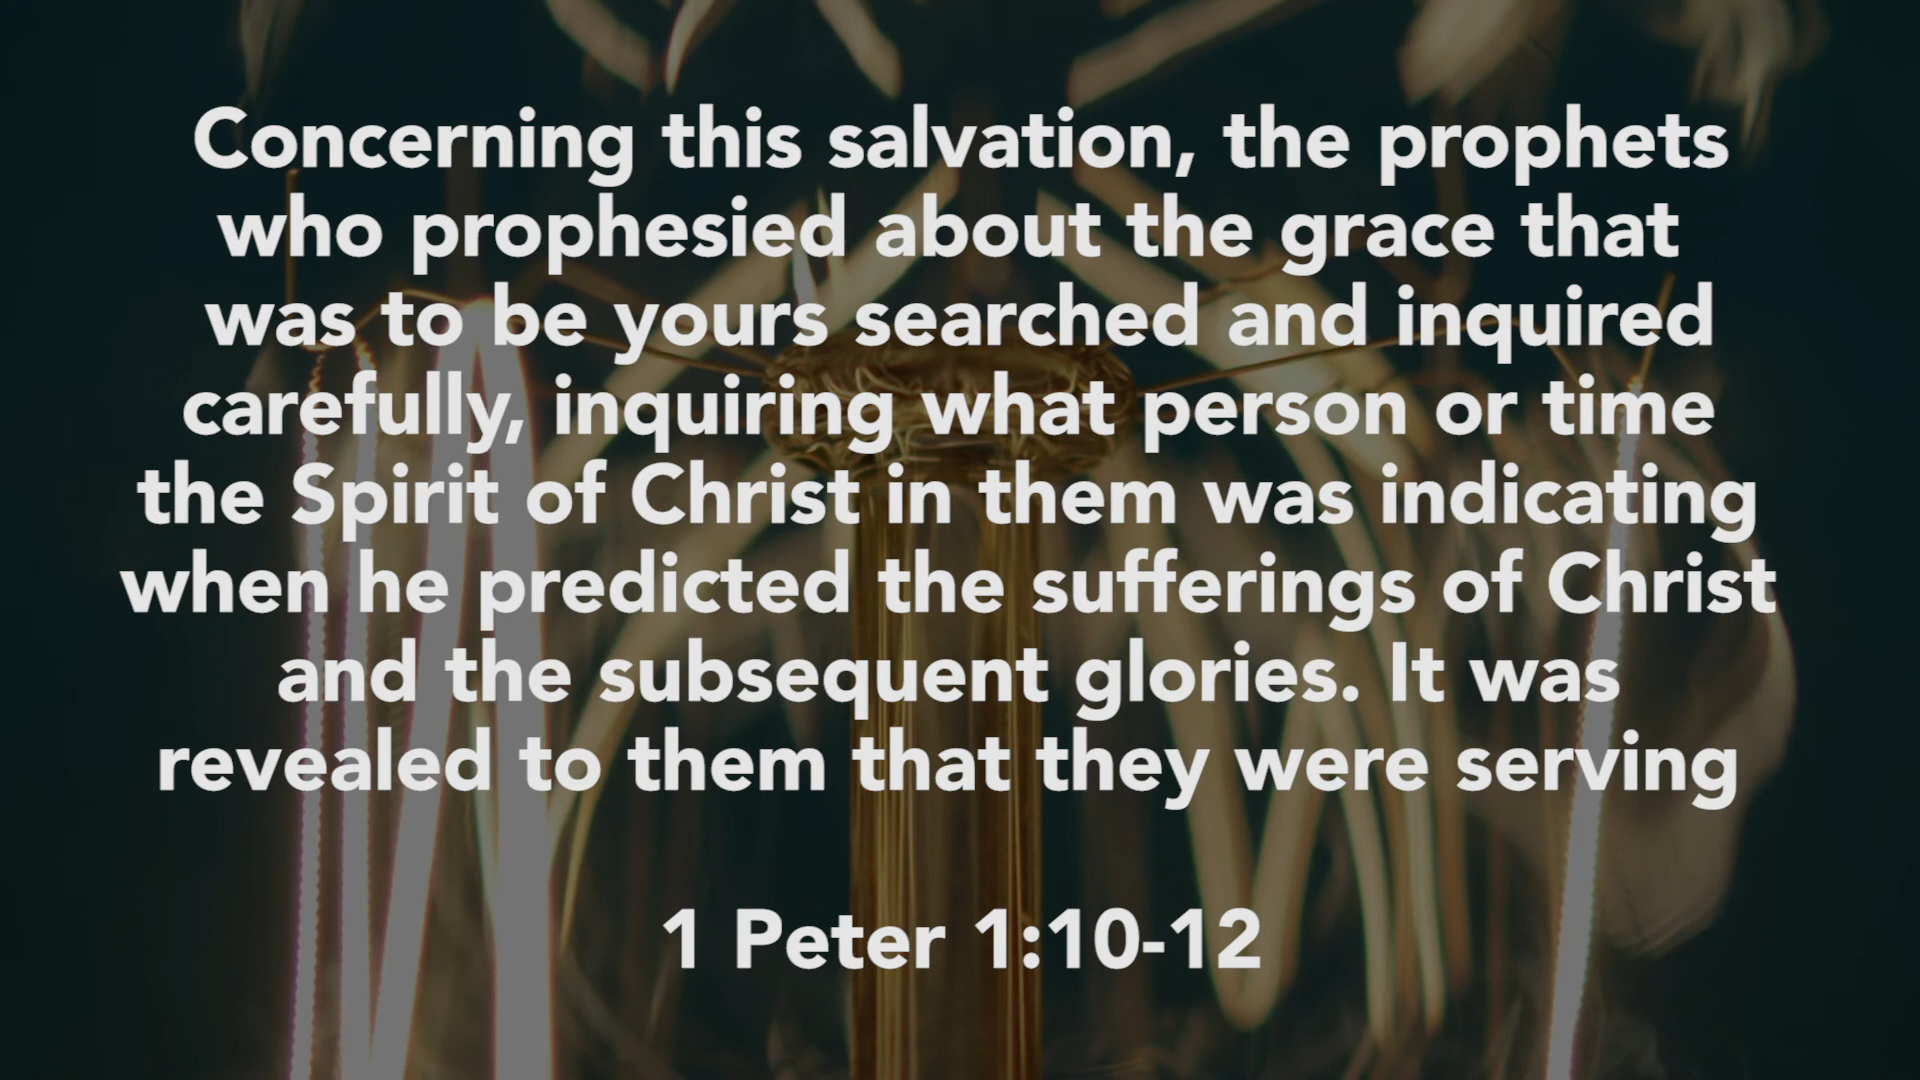 Concerning this salvation, the prophets
who prophesied about the grace that
was to be yours searched and inquired
carefully, inquiring what person or time
the Spirit of Christ in them was indicating
when he predicted the sufferings of Christ
and the subsequent glories. It was
revealed to them that they were serving
1 Peter 1:10-12